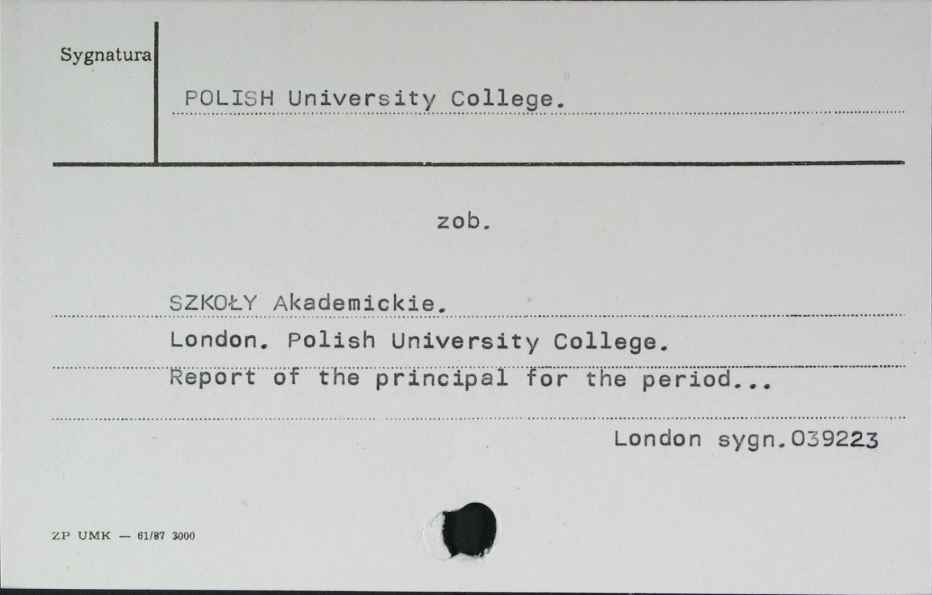 Sygnatura
POLISH University College.
zob.
SZKOŁY Akademickie.
London. Polish University College.
Report of the principal for the period...
London sygn.039223
ZP UMK — 61/87 3000